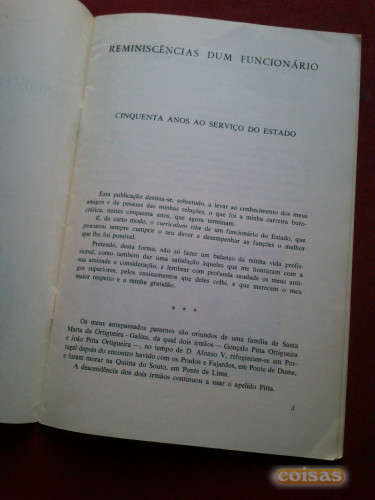 REMINISCÊNCIAS DUM FUNCIONÁRIO
CINQUENTA ANOS AO SERVIÇO DO ESTADO
Esta publicação destina-se, sobretudo, a levar ao conhecimento dos meus
amigos e de pessoas das minhas relações, o que foi a minha carreira buro-
crática, nestes cinquenta anos, que agora terminam.
E, de certo modo, o curriculum vitæ de um funcionário do Estado, que
procurou sempre cumprir o seu dever e desempenhar as funções o melhor
que lhe foi possível.
Pretendo, desta forma, não só fazer um balanço da minha vida profis-
sional, como também dar uma satisfação àqueles que me honraram com a
sua amizade e consideração, e lembrar com profunda saudade os meus anti-
gos superiores, pelos ensinamentos que deles colhi, e que merecem o meu
maior respeito e a minha gratidão.
* * *
Os meus antepassados paternos são oriundos de uma família de Santa
Marta de Ortigueira - Galiza, da qual dois irmãos — Gonçalo Pitta Ortigueira
e João Pitta Ortigueira —, no tempo de D. Afonso V, refugiaram-se em Por-
tugal depois do encontro havido com os Prados e Fajardos, em Ponte de Dume,
e foram morar na Quinta do Souto, em Ponte de Lima.
A descendência dos dois irmãos continuou a usar o apelido Pitta.
5
coisas